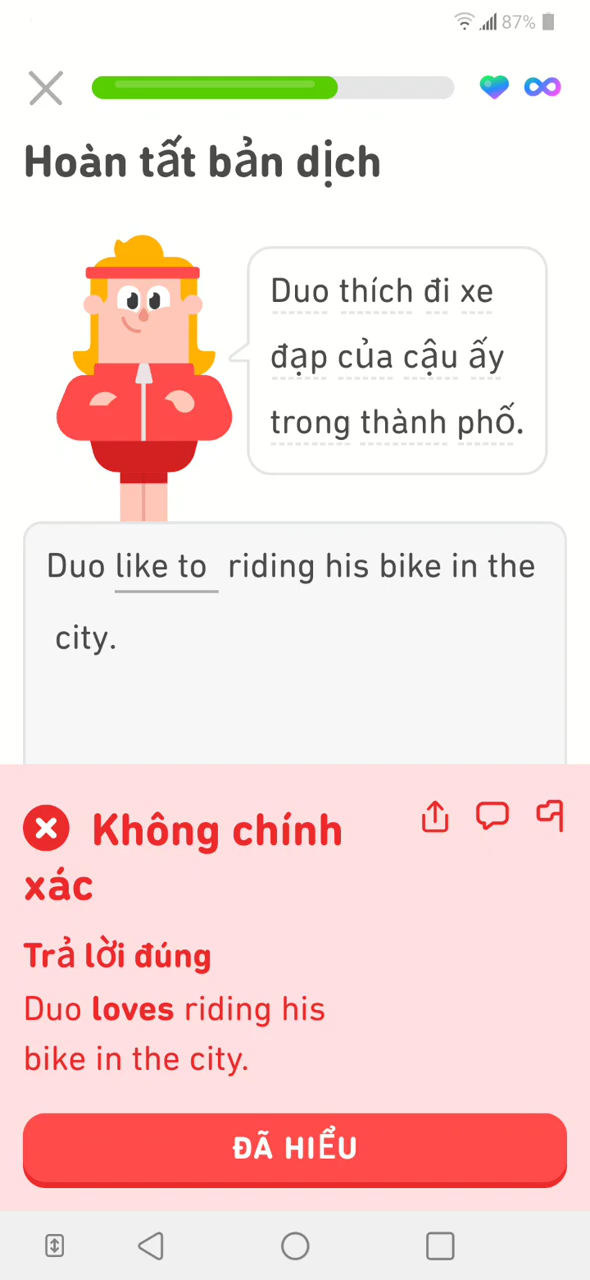 87%
Hoàn tất bản dịch
Duo thích đi xe
đạp của cậu ấy
trong thành phố.
Duo like to riding his bike in the
city.
Không chính
xác
Trả lời đúng
Duo loves riding his
bike in the city.
ĐÃ HIỂU